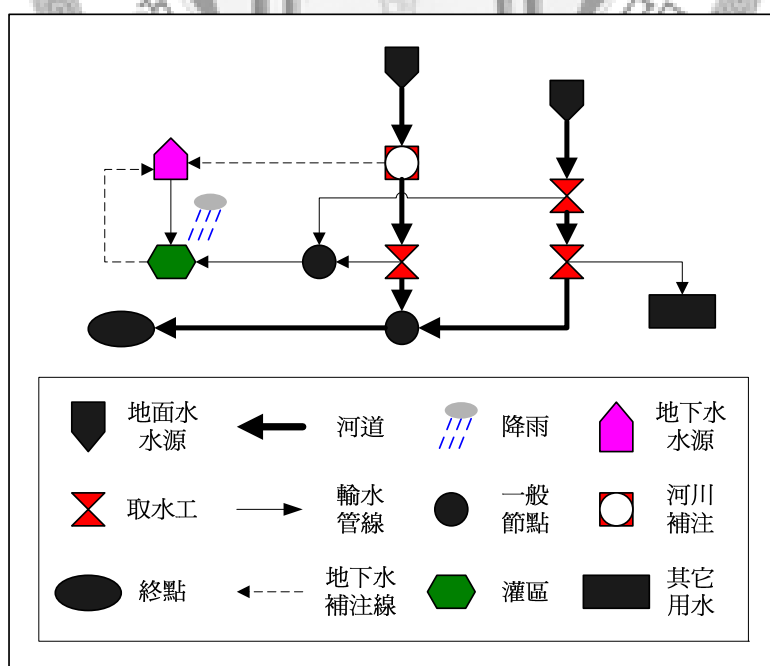 地面水
水源
河道
降雨
地下水
水源
取水工
輸水
管線
一般
節點
河川
補注
終點
地下水
補注線
灌區
其它
用水